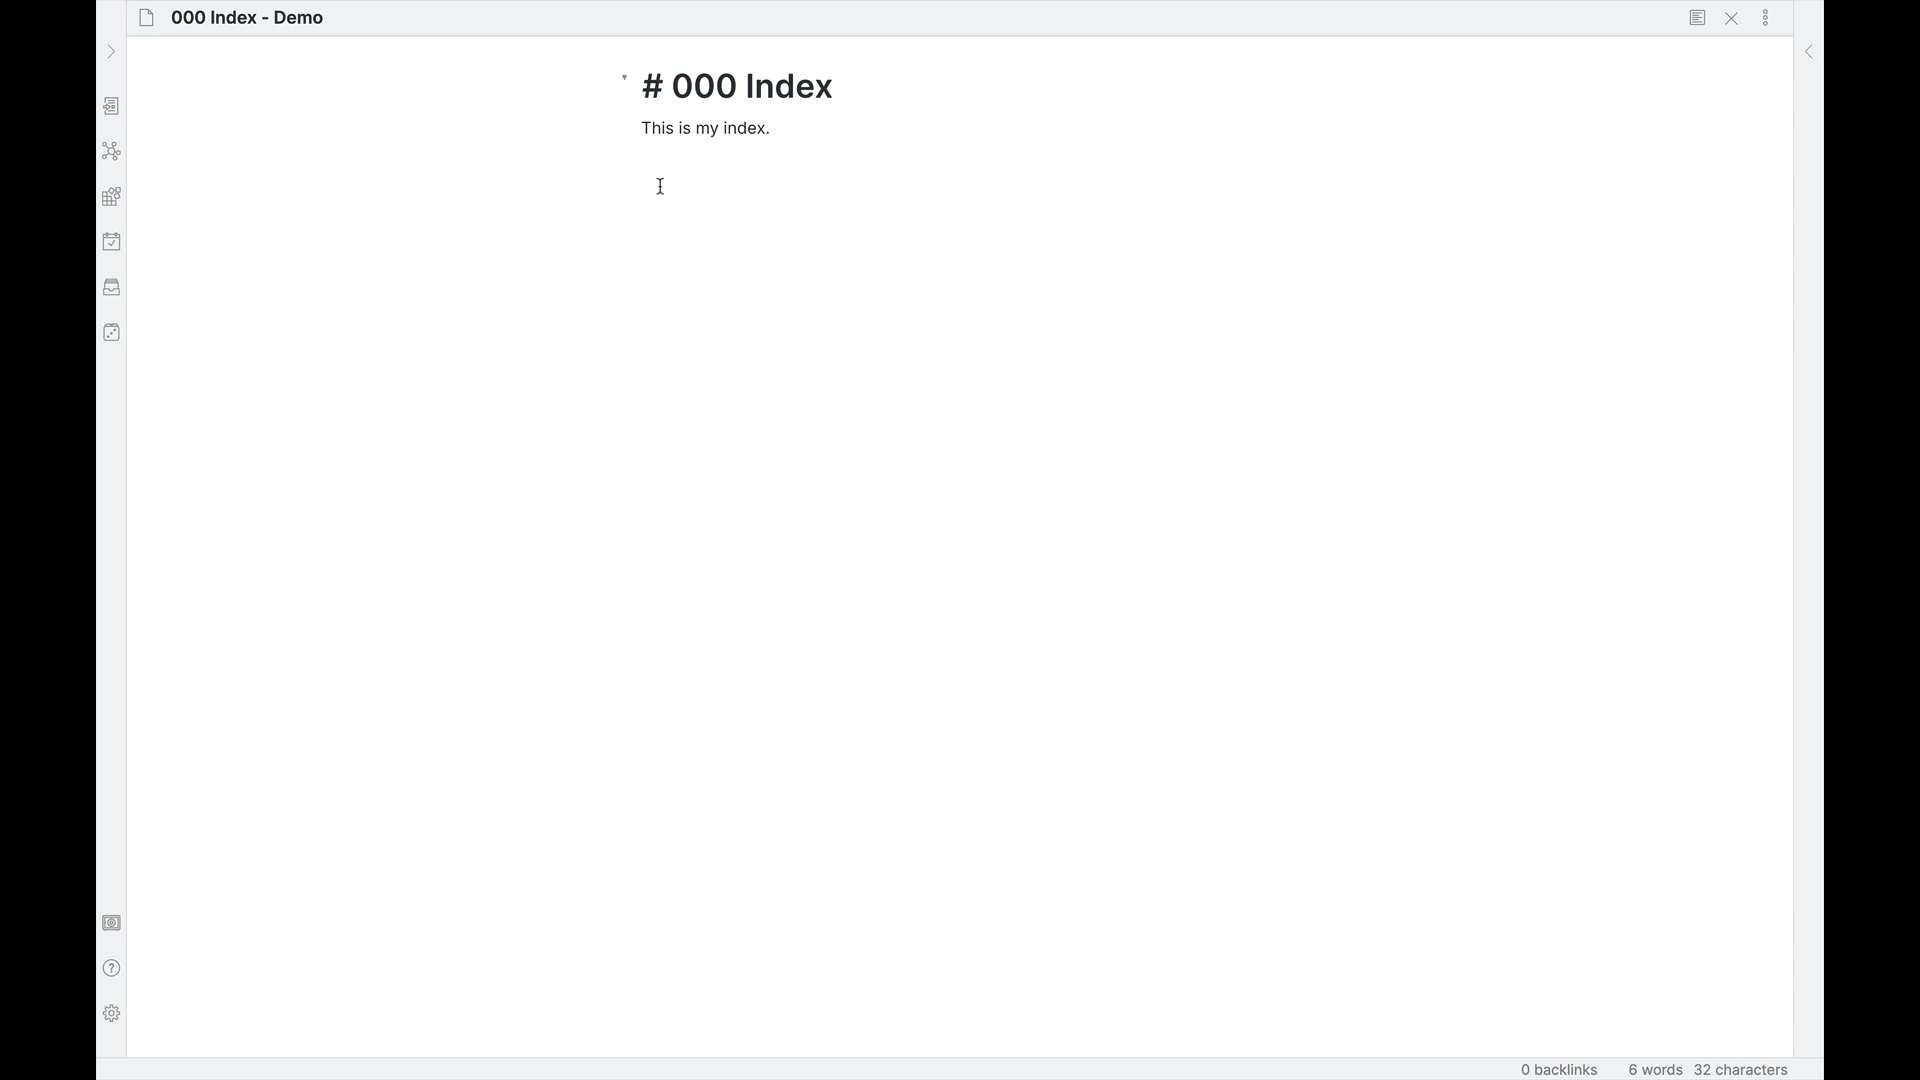 000 Index - Demo
# 000 Index
This is my index.
0 backlinks 6 words 32 characters